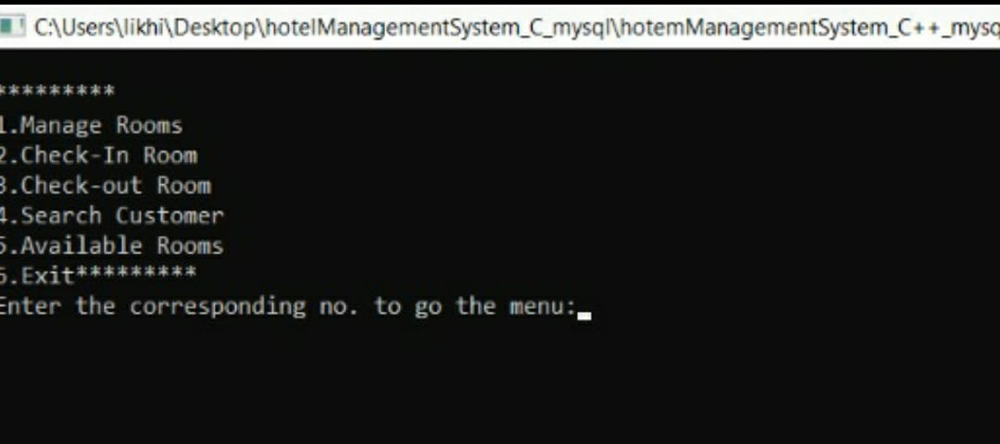 C:\Users\likhi\Desktop\hotelManagementSystem_C_mysql\hotemManagementSystem_C++_mysq
*********
1.Manage Rooms
2.Check-In Room
3.Check-out Room
4.Search Customer
5.Available Rooms
6.Exit*********
Enter the corresponding no. to go the menu: